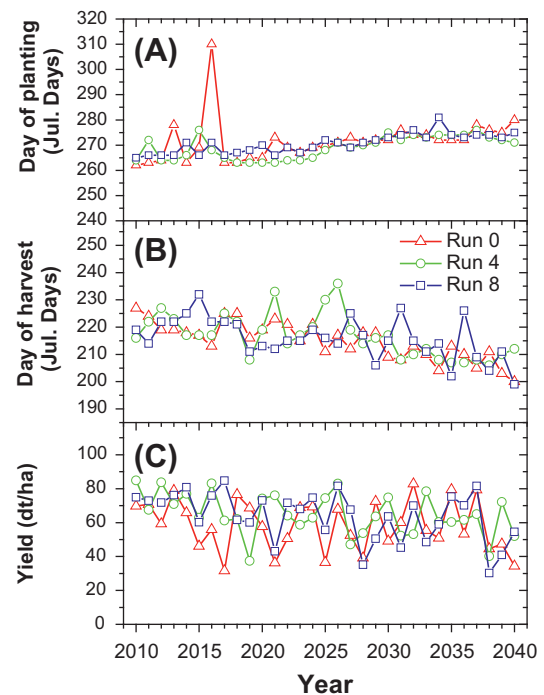 320
310
300
290
280
270
260
250
240
Day of planting
(Jul. Days)
(A)
250
240
230
220
210
200
190
Day of harvest
(Jul. Days)
(B)
Run 0
Run 4
Run 8
100
80
60
40
20
0
Yield (dt/ha)
(C)
2010 2015 2020 2025 2030 2035 2040
Year